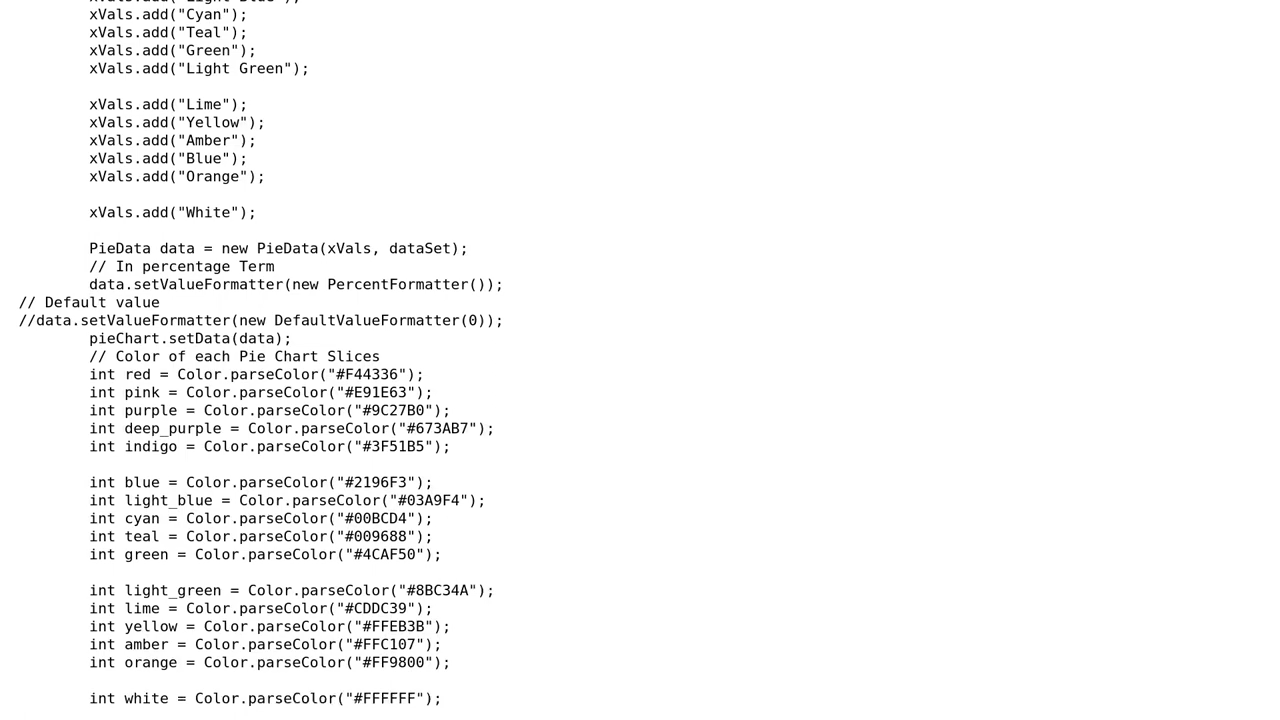 xVals.add("Light Blue");
xVals.add("Cyan");
xVals.add("Teal");
xVals.add("Green");
xVals.add("Light Green");
xVals.add("Lime");
xVals.add("Yellow");
xVals.add("Amber");
xVals.add("Blue");
xVals.add("Orange");
xVals.add("White");
PieData data = new PieData(xVals, dataSet);
// In percentage Term
data.setValueFormatter(new PercentFormatter());
// Default value
//data.setValueFormatter(new DefaultValueFormatter(0));
pieChart.setData(data);
// Color of each Pie Chart Slices
int red = Color.parseColor("#F44336");
int pink = Color.parseColor("#E91E63");
int purple = Color.parseColor("#9C27B0");
int deep_purple = Color.parseColor("#673AB7");
int indigo = Color.parseColor("#3F51B5");
int blue = Color.parseColor("#2196F3");
int light_blue = Color.parseColor("#03A9F4");
int cyan = Color.parseColor("#00BCD4");
int teal = Color.parseColor("#009688");
int green = Color.parseColor("#4CAF50");
int light_green = Color.parseColor("#8BC34A");
int lime = Color.parseColor("#CDDC39");
int yellow = Color.parseColor("#FFEB3B");
int amber = Color.parseColor("#FFC107");
int orange = Color.parseColor("#FF9800");
int white = Color.parseColor("#FFFFFF");